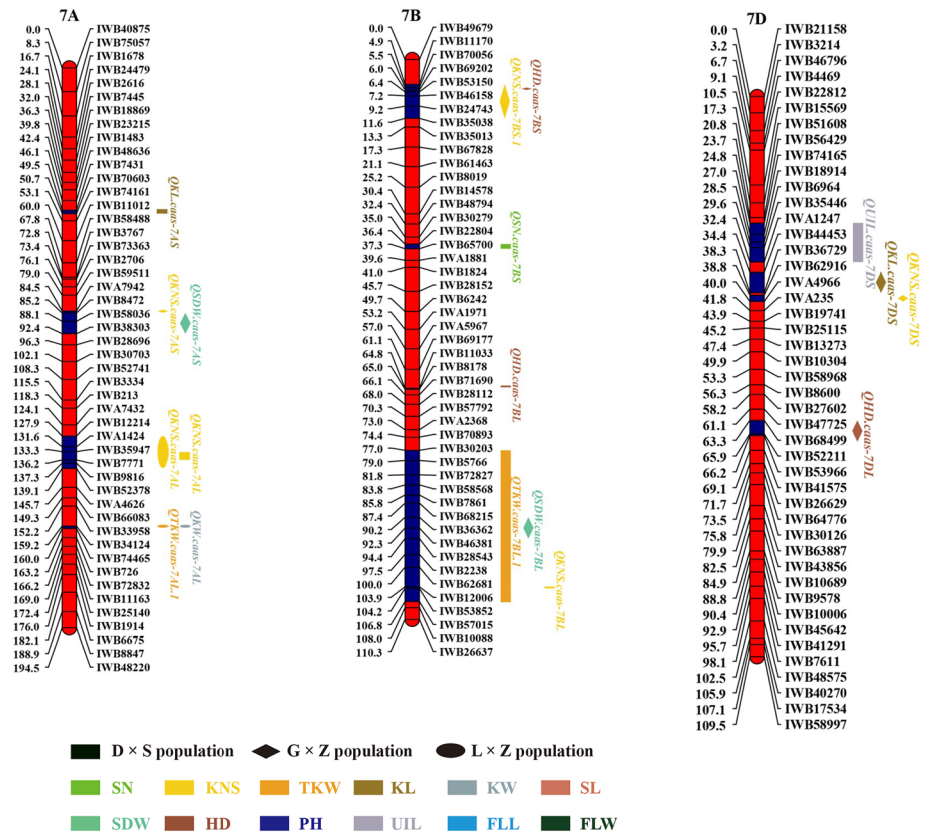 7A
0.0 IWB40875
8.3 IWB75057
16.7 IWB1678
24.1 IWB24479
28.1 IWB2616
32.0 IWB7445
36.3 IWB18869
39.8 IWB23215
42.4 IWB1483
46.1 IWB48636
49.5 IWB7431
50.7 IWB70603
53.1 IWB74161
60.0 IWB11012
67.8 IWB58488
72.8 IWB3767
73.4 IWB73363
76.1 IWB2706
79.0 IWB59511
84.5 IWA7942
85.2 IWB8472
88.1 IWB58036
92.4 IWB38303
96.3 IWB28696
102.1 IWB30703
108.3 IWB52741
115.5 IWB3334
118.3 IWB213
124.1 IWA7432
127.9 IWB12214
131.6 IWA1424
133.3 IWB35947
136.2 IWB7771
137.3 IWB9816
139.1 IWB52378
145.7 IWA4626
149.3 IWB66083
152.2 IWB33958
159.2 IWB34124
160.0 IWB74465
163.2 IWB726
166.2 IWB72832
169.0 IWB11163
172.4 IWB25140
176.0 IWB1914
182.1 IWB6675
188.9 IWB8847
194.5 IWB48220
QKL.caas-7AS
QKNS.caas-7AS
QSDW.caas-7AS
QKNS.caas-7AL
QKNS.caas-7AL
QTKW.caas-7AL.1
QKW.caas-7AL
7B
0.0 IWB49679
4.9 IWB11170
5.5 IWB70056
6.0 IWB69202
6.4 IWB53150
7.2 IWB46158
9.2 IWB24743
11.6 IWB35038
13.3 IWB35013
17.3 IWB67828
21.1 IWB61463
25.2 IWB8019
30.4 IWB14578
32.4 IWB48794
35.0 IWB30279
36.4 IWB22804
37.3 IWB65700
39.6 IWA1881
41.0 IWB1824
45.7 IWB28152
49.7 IWB6242
53.2 IWA1971
57.0 IWA5967
61.1 IWB69177
64.8 IWB11033
65.0 IWB8178
66.1 IWB71690
68.0 IWB28112
70.3 IWB57792
73.0 IWA2368
74.4 IWB70893
77.0 IWB30203
79.0 IWB5766
81.8 IWB72827
83.8 IWB58568
85.8 IWB7861
87.4 IWB68215
90.2 IWB36362
92.3 IWB46381
94.4 IWB28543
97.5 IWB2238
100.0 IWB62681
103.9 IWB12006
104.2 IWB53852
106.8 IWB57015
108.0 IWB10088
110.3 IWB26637
QKNS.caas-7BS.1
QHD.caas-7BS
QSN.caas-7BS
QHD.caas-7BL
QTKW.caas-7BL.1
QSDW.caas-7BL
QKNS.caas-7BL
7D
0.0 IWB21158
3.2 IWB3214
6.7 IWB46796
9.1 IWB4469
10.5 IWB22812
17.3 IWB15569
20.8 IWB51608
23.7 IWB56429
24.8 IWB74165
27.0 IWB18914
28.5 IWB6964
29.6 IWB35446
32.4 IWA1247
34.4 IWB44453
38.3 IWB36729
38.8 IWB62916
40.0 IWA4966
41.8 IWA235
43.9 IWB19741
45.2 IWB25115
47.4 IWB13273
49.9 IWB10304
53.3 IWB58968
56.3 IWB8600
58.2 IWB27602
61.1 IWB47725
63.3 IWB68499
65.9 IWB52211
66.2 IWB53966
69.1 IWB41575
71.7 IWB26629
73.5 IWB64776
75.8 IWB30126
79.9 IWB63887
82.5 IWB43856
84.9 IWB10689
88.8 IWB9578
90.4 IWB10006
92.9 IWB45642
95.7 IWB41291
98.1 IWB7611
102.5 IWB48575
105.9 IWB40270
107.1 IWB17534
109.5 IWB58997
QUIL.caas-7DS
QKL.caas-7DS
QKNS.caas-7DS
QHD.caas-7DL
D × S population G × Z population L × Z population
SN KNS TKW KL KW SL
SDW HD PH UIL FLL FLW